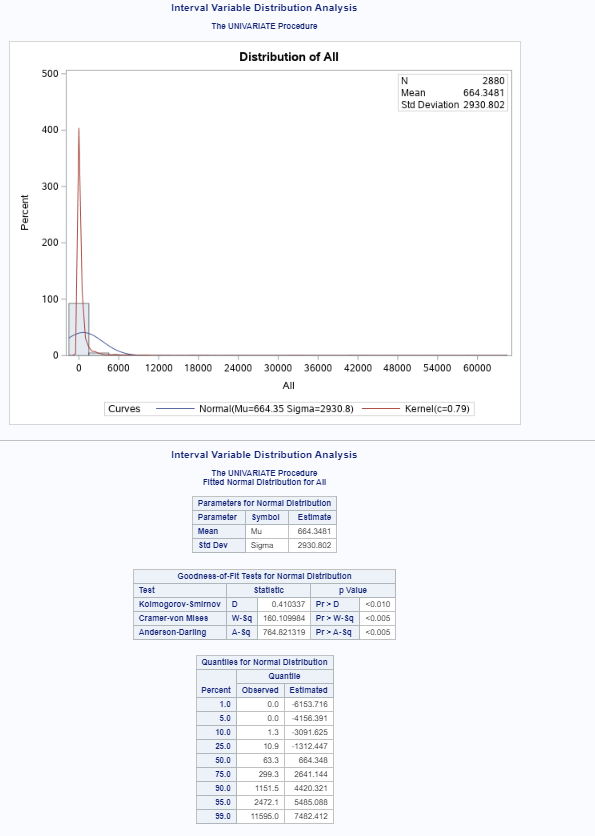 Interval Variable Distribution Analysis
The UNIVARIATE Procedure
Distribution of All
N 2880
Mean 664.3481
Std Deviation 2930.802
500
400
300
200
100
0
Percent
0 6000 12000 18000 24000 30000 36000 42000 48000 54000 60000
All
Curves Normal(Mu=664.35 Sigma=2930.8) Kernel(c=0.79)
Interval Variable Distribution Analysis
The UNIVARIATE Procedure
Fitted Normal Distribution for All
Parameters for Normal Distribution
Parameter Symbol Estimate
Mean Mu 664.3481
Std Dev Sigma 2930.802
Goodness-of-Fit Tests for Normal Distribution
Test Statistic p Value
Kolmogorov-Smirnov D 0.410337 Pr > D <0.010
Cramer-von Mises W-Sq 160.109984 Pr > W-Sq <0.005
Anderson-Darling A-Sq 764.821319 Pr > A-Sq <0.005
Quantiles for Normal Distribution
Quantile
Percent Observed Estimated
1.0 0.0 -6153.716
5.0 0.0 -4156.391
10.0 1.3 -3091.625
25.0 10.9 -1312.447
50.0 63.3 664.348
75.0 299.3 2641.144
90.0 1151.5 4420.321
95.0 2472.1 5485.088
99.0 11595.0 7482.412